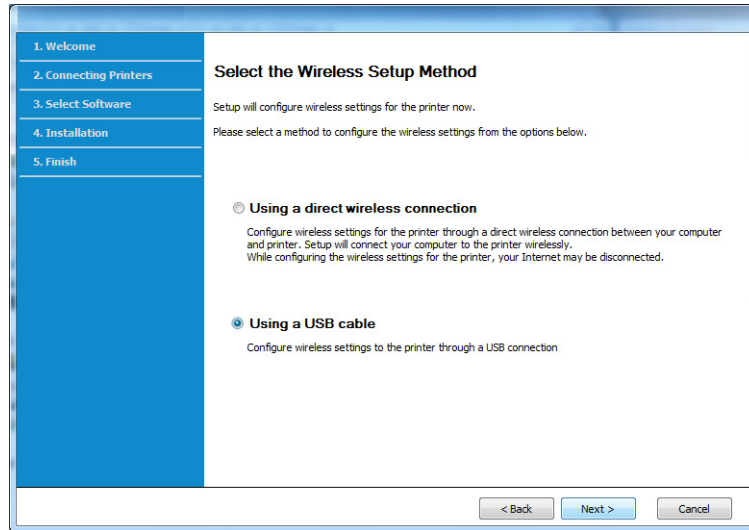 1. Welcome
2. Connecting Printers
3. Select Software
4. Installation
5. Finish
Select the Wireless Setup Method
Setup will configure wireless settings for the printer now.
Please select a method to configure the wireless settings from the options below.
Using a direct wireless connection
Configure wireless settings for the printer through a direct wireless connection between your computer
and printer. Setup will connect your computer to the printer wirelessly.
While configuring the wireless settings for the printer, your Internet may be disconnected.
Using a USB cable
Configure wireless settings to the printer through a USB connection
< Back
Next >
Cancel